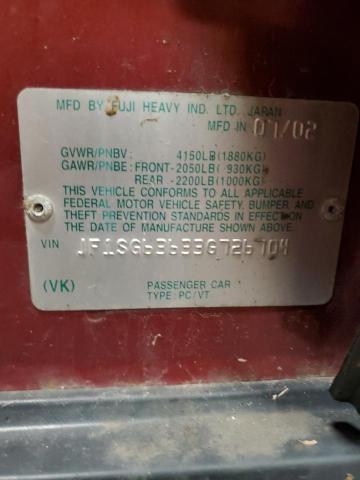 MFD BY FUJI HEAVY IND. LTD. JAPAN
MFD IN 07/02
GVWR/PNBV : 4150LB(1880KG)
GAWR/PNBE : FRONT-2050LB( 930KG)
REAR -2200LB(1000KG)
THIS VEHICLE CONFORMS TO ALL APPLICABLE
FEDERAL MOTOR VEHICLE SAFETY, BUMPER, AND
THEFT PREVENTION STANDARDS IN EFFECT ON
THE DATE OF MANUFACTURE SHOWN ABOVE.
VIN JF1SG63633G726704
(VK) PASSENGER CAR
TYPE: PC/VT